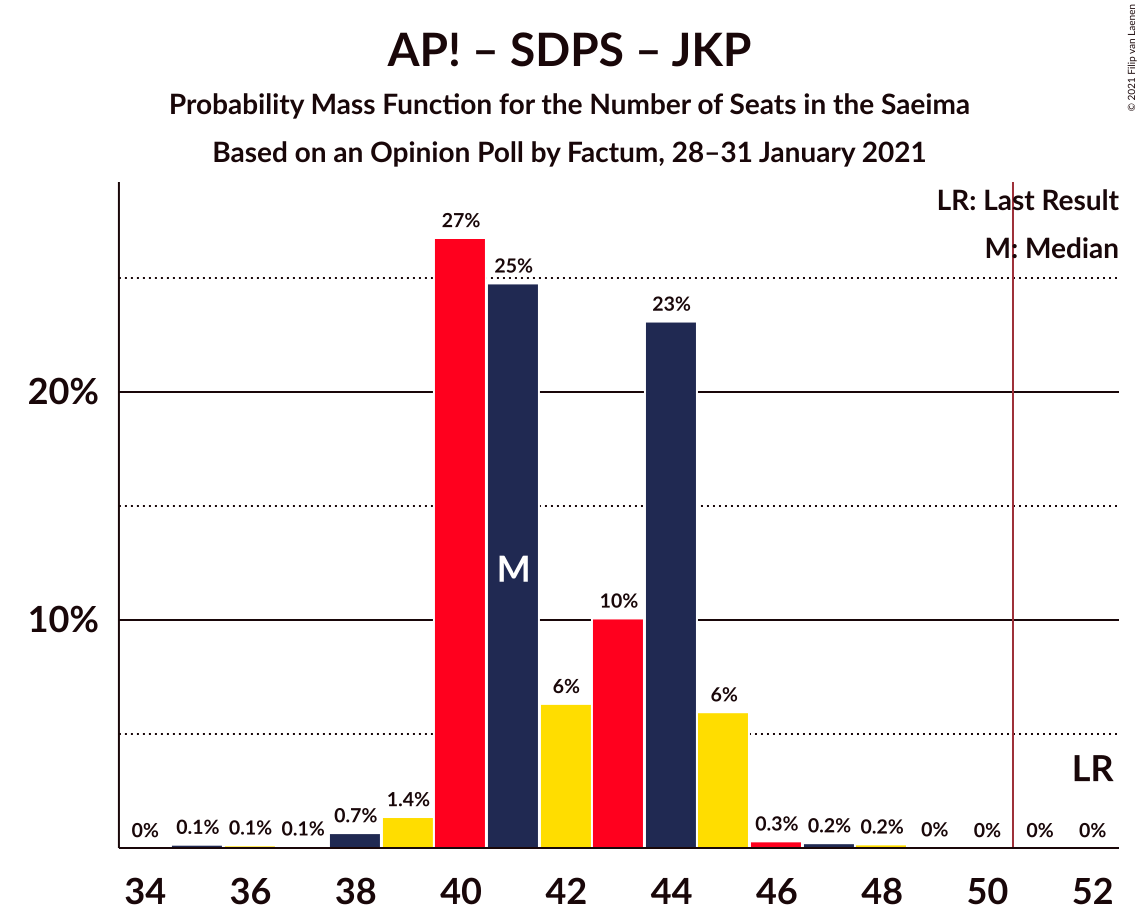 AP! – SDPS – JKP
Probability Mass Function for the Number of Seats in the Saeima
Based on an Opinion Poll by Factum, 28–31 January 2021
© 2021 Filip van Laenen
LR: Last Result
M: Median
27%
25%
23%
20%
M
10%
10%
6%
6%
LR
0%
0.1%
0.1%
0.1%
0.7%
1.4%
0.3%
0.2%
0.2%
0%
0%
0%
0%
34 36 38 40 42 44 46 48 50 52